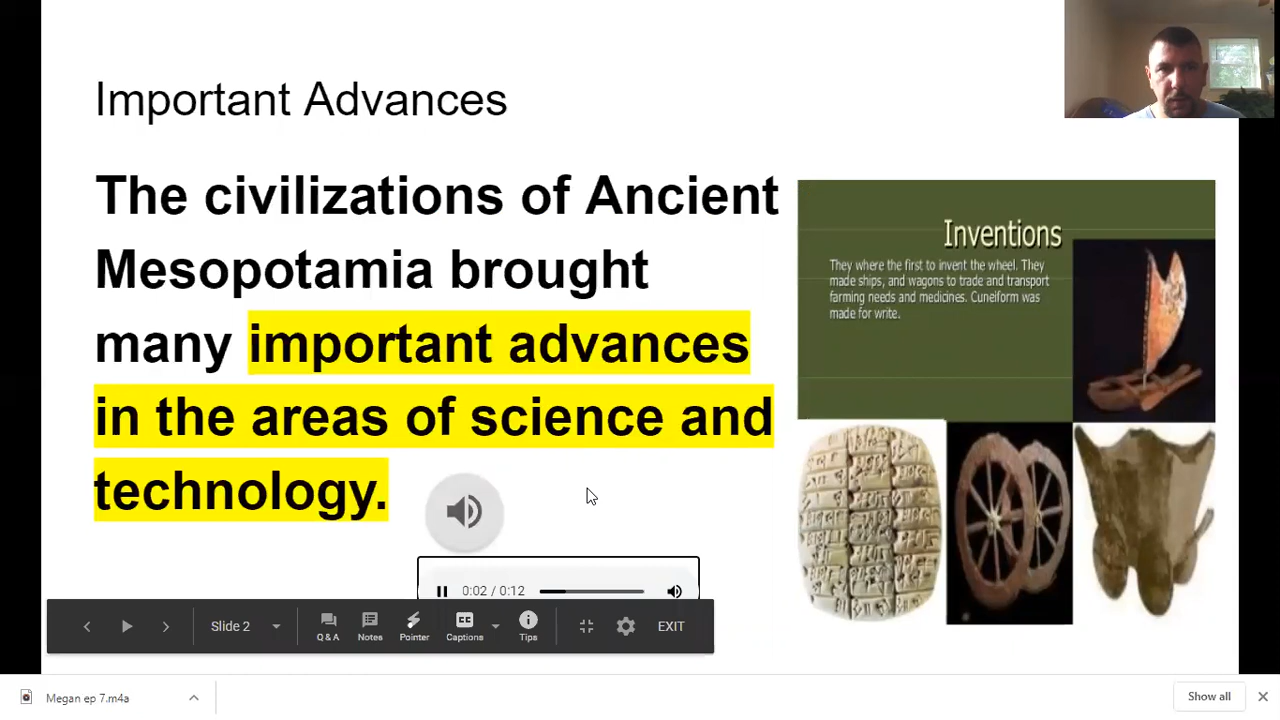 Important Advances
The civilizations of Ancient
Mesopotamia brought
many important advances
in the areas of science and
technology.
Inventions
They where the first to invent the wheel. They
made ships, and wagons to trade and transport
farming needs and medicines. Cuneiform was
made for write.
0:02 / 0:12
Slide 2
Q & A
Notes
Pointer
CC
Captions
Tips
EXIT
Megan ep 7.m4a
Show all